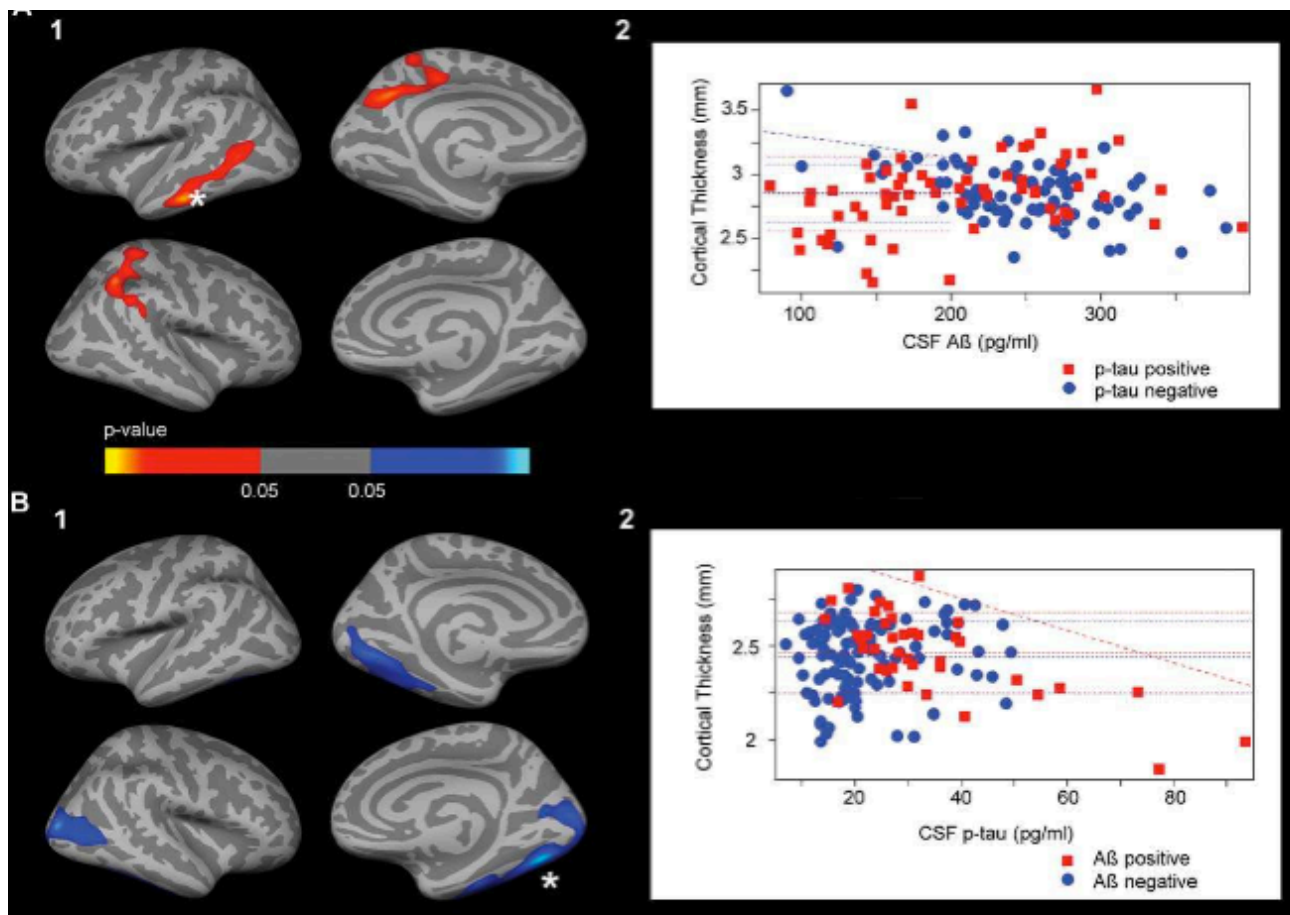 A
1
2
Cortical Thickness (mm)
3.5
3
2.5
100
200
300
CSF Aß (pg/ml)
p-tau positive
p-tau negative
p-value
0.05
0.05
*
B
1
2
Cortical Thickness (mm)
2.5
2
20
40
60
80
CSF p-tau (pg/ml)
Aß positive
Aß negative
*